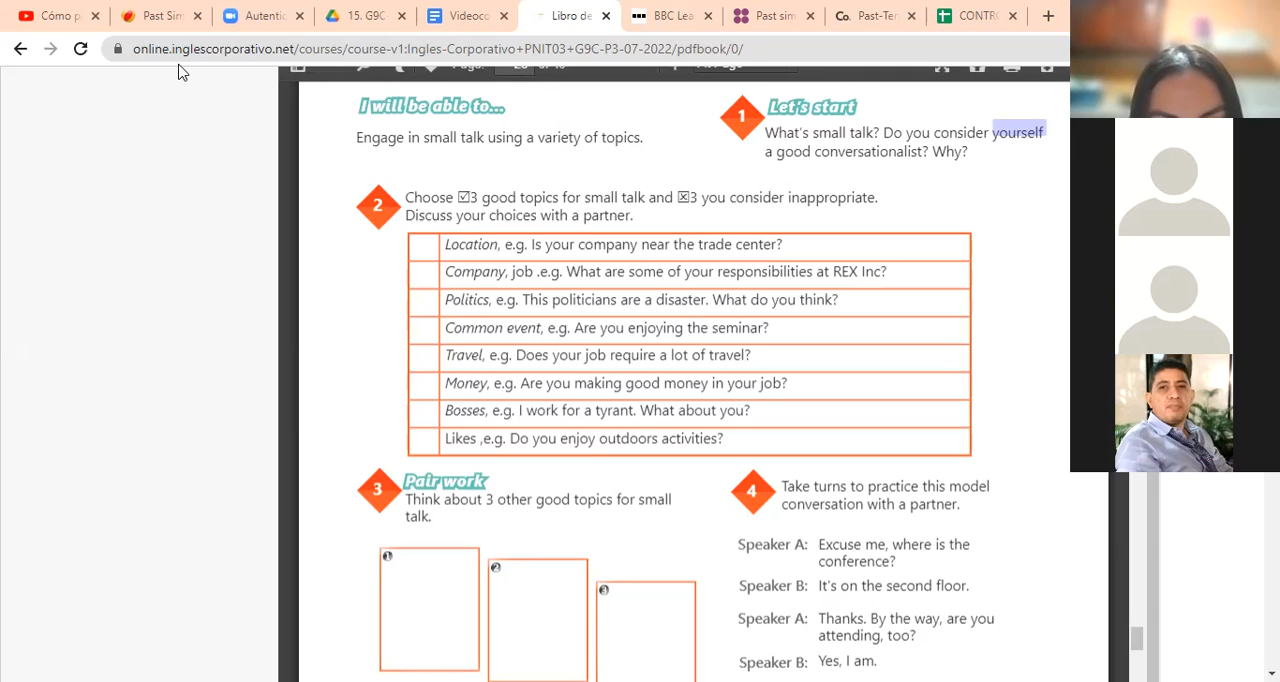 Cómo p
Past Sim
Autentic
15. G9C-
Videoco
Libro de
BBC Lea
Past sim
Co. Past-Ten
CONTRO
online.inglescorporativo.net/courses/course-v1:Ingles-Corporativo+PNIT03+G9C-P3-07-2022/pdfbook/0/
I will be able to...
Engage in small talk using a variety of topics.
1
Let's start
What's small talk? Do you consider yourself
a good conversationalist? Why?
2
Choose ☑3 good topics for small talk and ☒3 you consider inappropriate.
Discuss your choices with a partner.
Location, e.g. Is your company near the trade center?
Company, job .e.g. What are some of your responsibilities at REX Inc?
Politics, e.g. This politicians are a disaster. What do you think?
Common event, e.g. Are you enjoying the seminar?
Travel, e.g. Does your job require a lot of travel?
Money, e.g. Are you making good money in your job?
Bosses, e.g. I work for a tyrant. What about you?
Likes ,e.g. Do you enjoy outdoors activities?
3
Pair work
Think about 3 other good topics for small
talk.
1
2
3
4
Take turns to practice this model
conversation with a partner.
Speaker A: Excuse me, where is the
conference?
Speaker B: It's on the second floor.
Speaker A: Thanks. By the way, are you
attending, too?
Speaker B: Yes, I am.